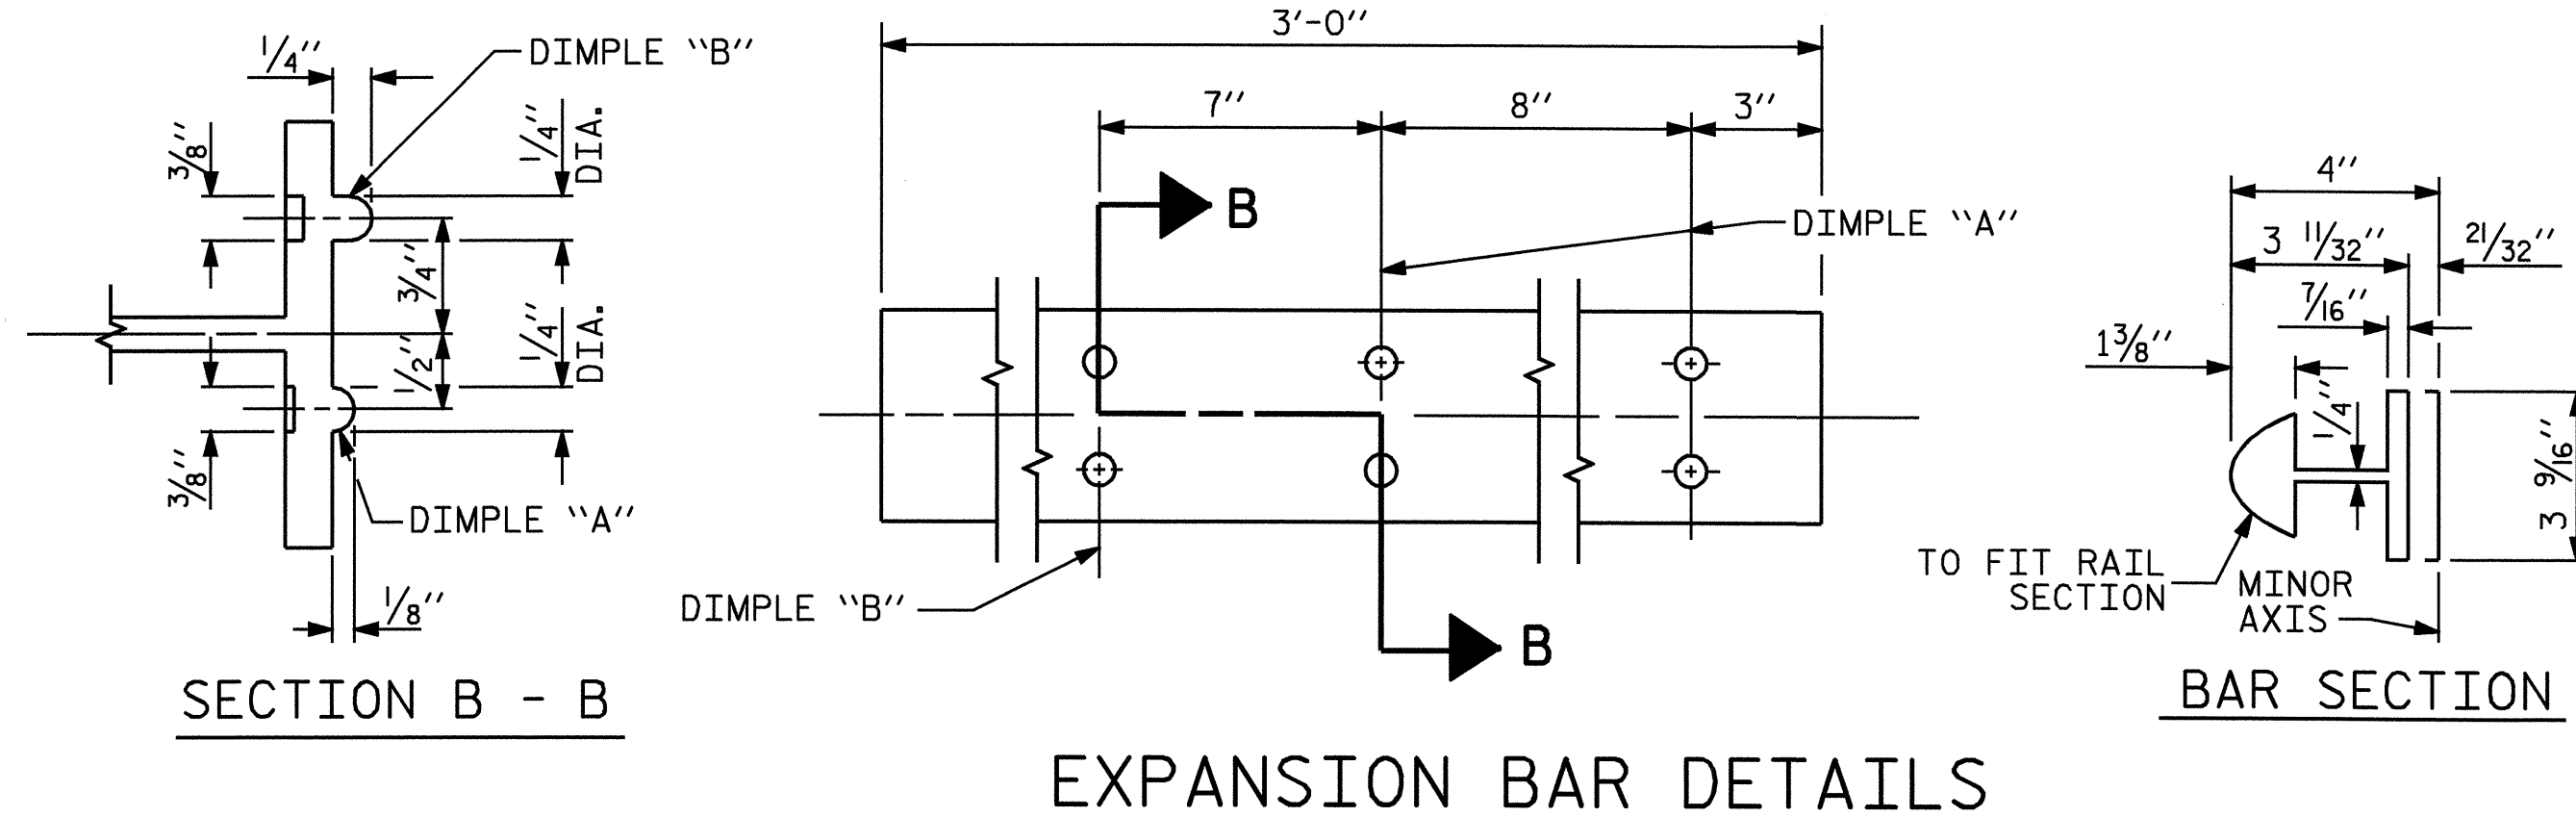 1/4"
DIMPLE "B"
3/8"
1/4"
DIA.
3/4"
1/2"
1/4"
DIA.
3/8"
DIMPLE "A"
1/8"
SECTION B - B
3'-0"
7"
8"
3"
B
DIMPLE "A"
DIMPLE "B"
B
EXPANSION BAR DETAILS
4"
3 11/32"
21/32"
7/16"
1 3/8"
1/4"
3 9/16"
TO FIT RAIL
SECTION
MINOR
AXIS
BAR SECTION